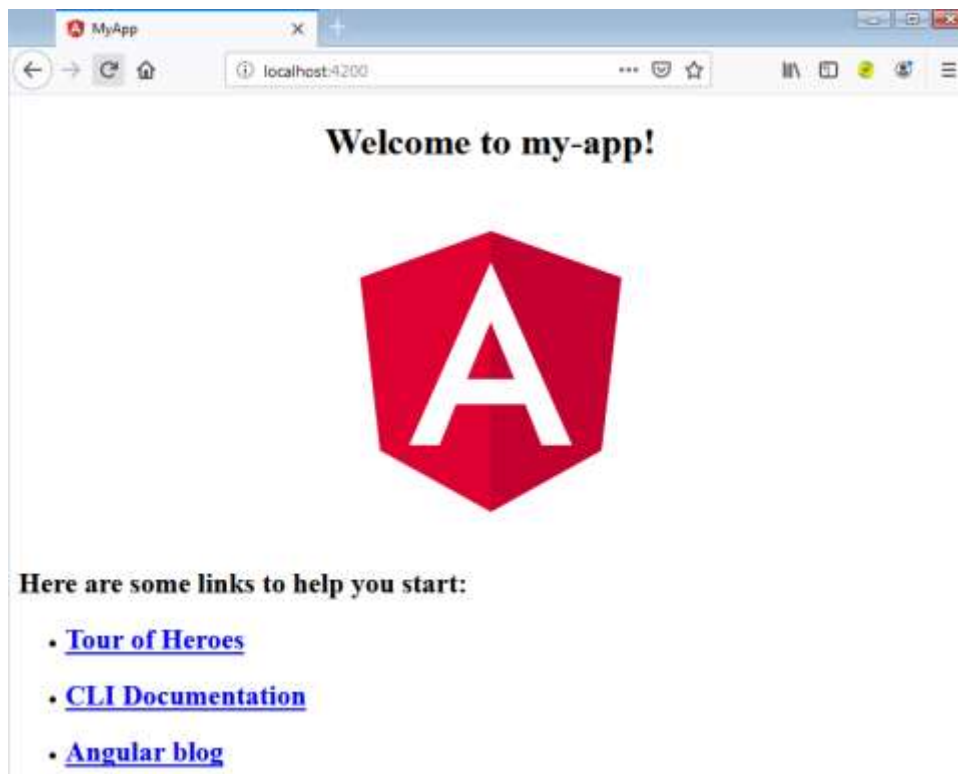 MyApp
localhost:4200
Welcome to my-app!
A
Here are some links to help you start:
• Tour of Heroes
• CLI Documentation
• Angular blog